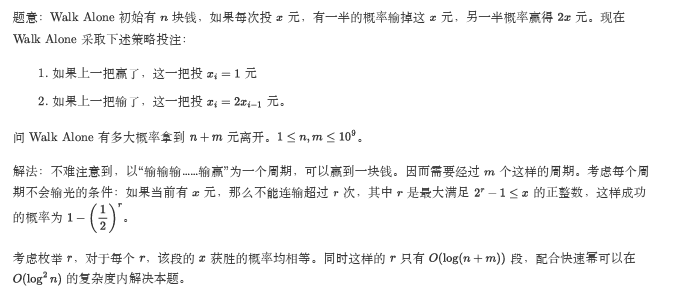 题意：Walk Alone 初始有 n 块钱，如果每次投 x 元，有一半的概率输掉这 x 元，另一半概率赢得 2x 元。现在
Walk Alone 采取下述策略投注：
1. 如果上一把赢了，这一把投 x_i = 1 元
2. 如果上一把输了，这一把投 x_i = 2x_{i-1} 元。
问 Walk Alone 有多大概率拿到 n + m 元离开。1 ≤ n, m ≤ 10^9。
解法：不难注意到，以“输输输……输赢”为一个周期，可以赢到一块钱。因而需要经过 m 个这样的周期。考虑每个周
期不会输光的条件：如果当前有 x 元，那么不能连输超过 r 次，其中 r 是最大满足 2^r − 1 ≤ x 的正整数，这样成功
的概率为 1 − (1/2)^r。
考虑枚举 r，对于每个 r，该段的 x 获胜的概率均相等。同时这样的 r 只有 O(log(n + m)) 段，配合快速幂可以在
O(log^2 n) 的复杂度内解决本题。